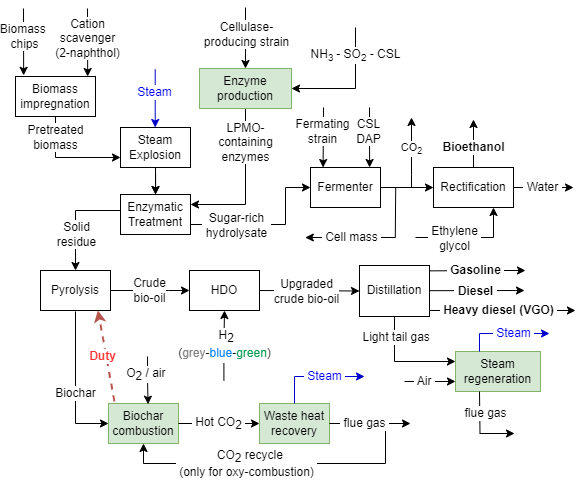 Biomass
chips
Cation
scavenger
(2-naphthol)
Cellulase-
producing strain
NH3 - SO2 - CSL
Biomass
impregnation
Steam
Enzyme
production
Pretreated
biomass
Steam
Explosion
LPMO-
containing
enzymes
Fermating
strain
CSL
DAP
CO2
Bioethanol
Enzymatic
Treatment
Sugar-rich
hydrolysate
Fermenter
Rectification
Water
Cell mass
Ethylene
glycol
Solid
residue
Pyrolysis
Crude
bio-oil
HDO
Upgraded
crude bio-oil
Distillation
Gasoline
Diesel
Heavy diesel (VGO)
H2
(grey-blue-green)
Light tail gas
Steam
Duty
O2 / air
Steam
Air
Steam
regeneration
Biochar
Biochar
combustion
Hot CO2
Waste heat
recovery
flue gas
flue gas
CO2 recycle
(only for oxy-combustion)